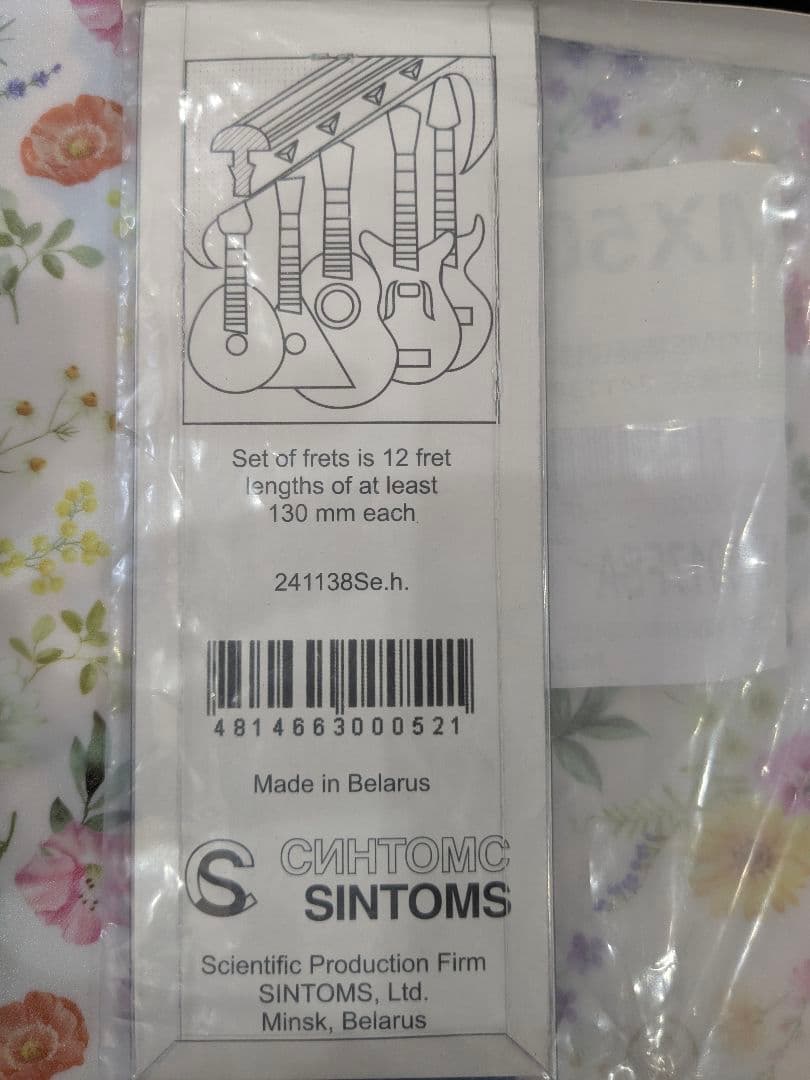 Set of frets is 12 fret
lengths of at least
130 mm each
241138Se.h.
4814663000521
Made in Belarus
СИНТОМС
SINTOMS
Scientific Production Firm
SINTOMS, Ltd.
Minsk, Belarus